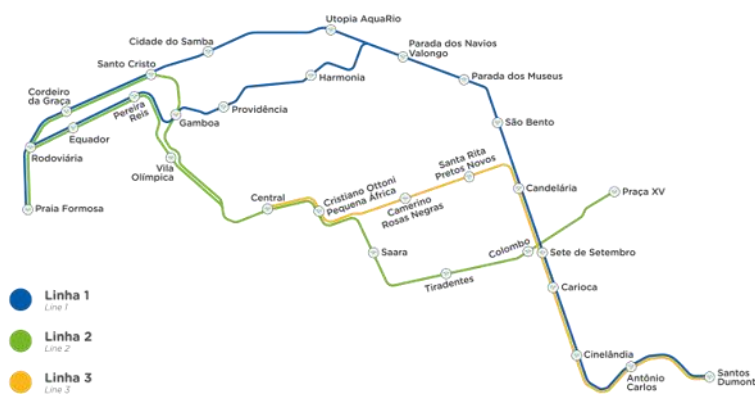 Utopia AquaRio
Cidade do Samba
Parada dos Navios
Valongo
Santo Cristo
Harmonia
Parada dos Museus
Cordeiro
da Graça
Pereira
Reis
Providência
Equador
Gamboa
São Bento
Rodoviária
Vila
Olímpica
Santa Rita
Pretos Novos
Cristiano Ottoni
Pequena África
Central
Camerino
Rosas Negras
Candelária
Praça XV
Praia Formosa
Saara
Colombo
Sete de Setembro
Tiradentes
Carioca
Linha 1
Line 1
Linha 2
Line 2
Linha 3
Line 3
Cinelândia
Antônio
Carlos
Santos
Dumont